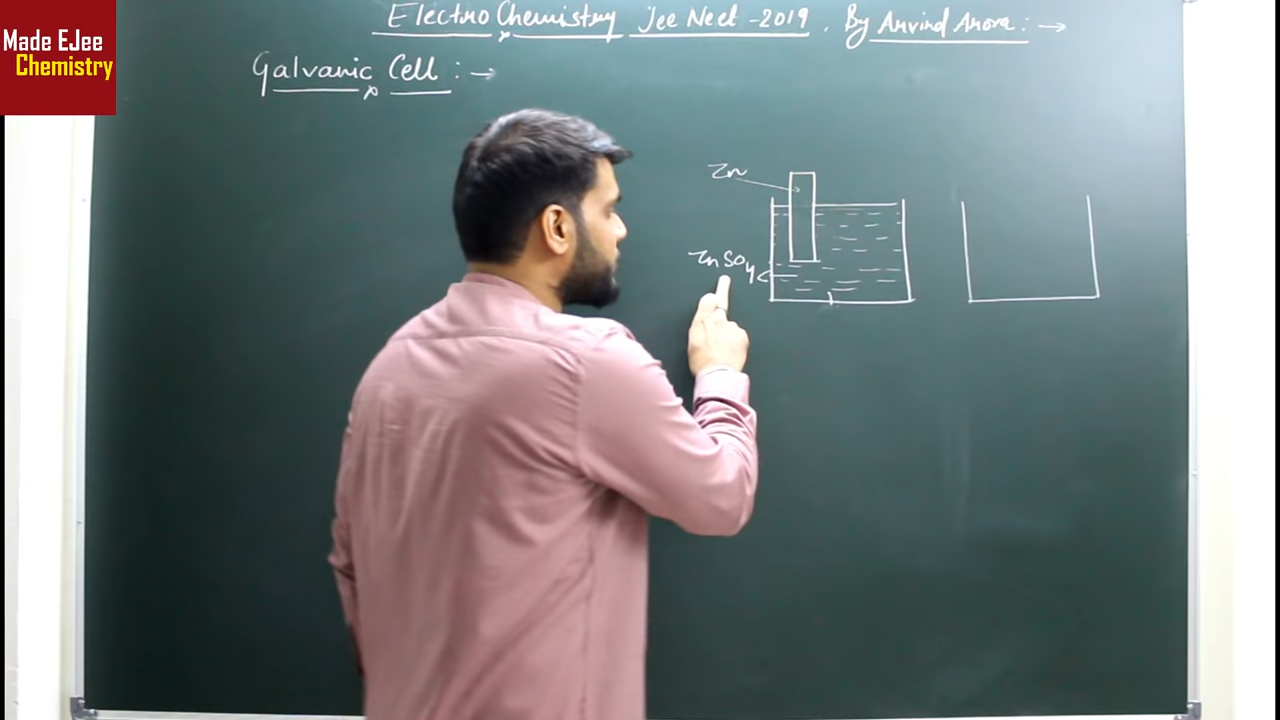 Made EJee
Chemistry
Electro Chemistry Jee Neet -2019 . By Arvind Arora : →
Galvanic Cell : →
Zn
ZnSO4